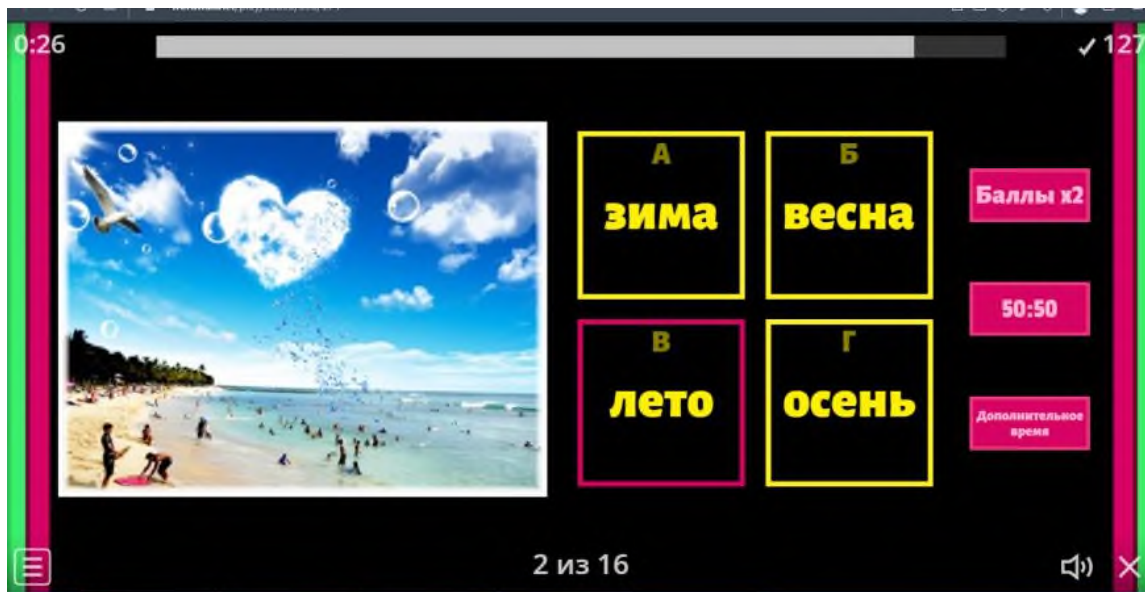 0:26
127
А
зима
Б
весна
В
лето
Г
осень
Баллы x2
50:50
Дополнительное
время
2 из 16